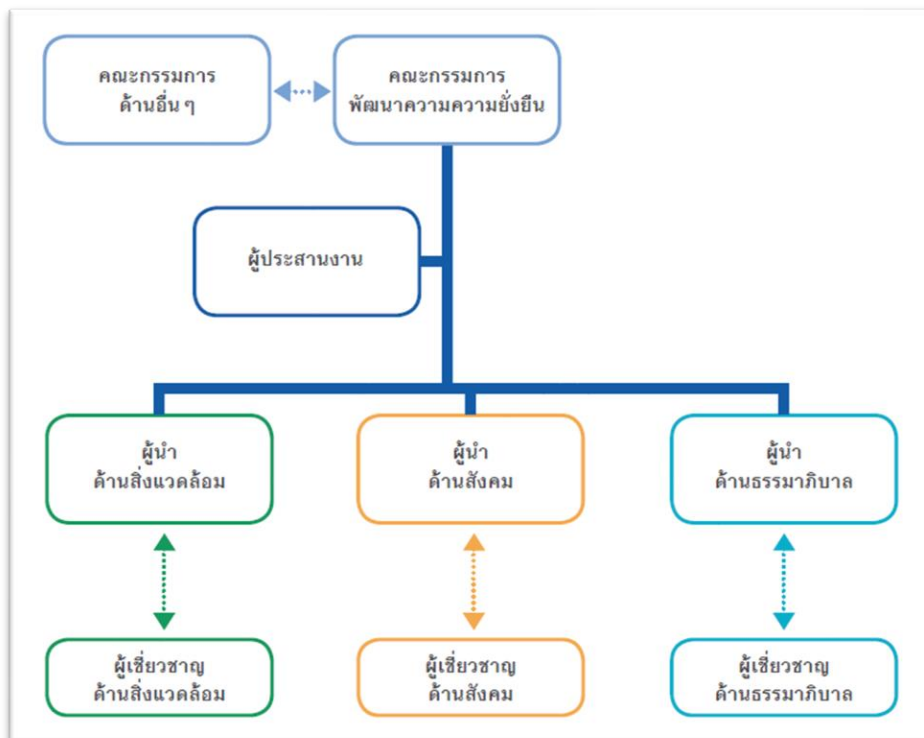 คณะกรรมการ
ด้านอื่น ๆ
คณะกรรมการ
พัฒนาความความยั่งยืน
ผู้ประสานงาน
ผู้นำ
ด้านสิ่งแวดล้อม
ผู้นำ
ด้านสังคม
ผู้นำ
ด้านธรรมาภิบาล
ผู้เชี่ยวชาญ
ด้านสิ่งแวดล้อม
ผู้เชี่ยวชาญ
ด้านสังคม
ผู้เชี่ยวชาญ
ด้านธรรมาภิบาล